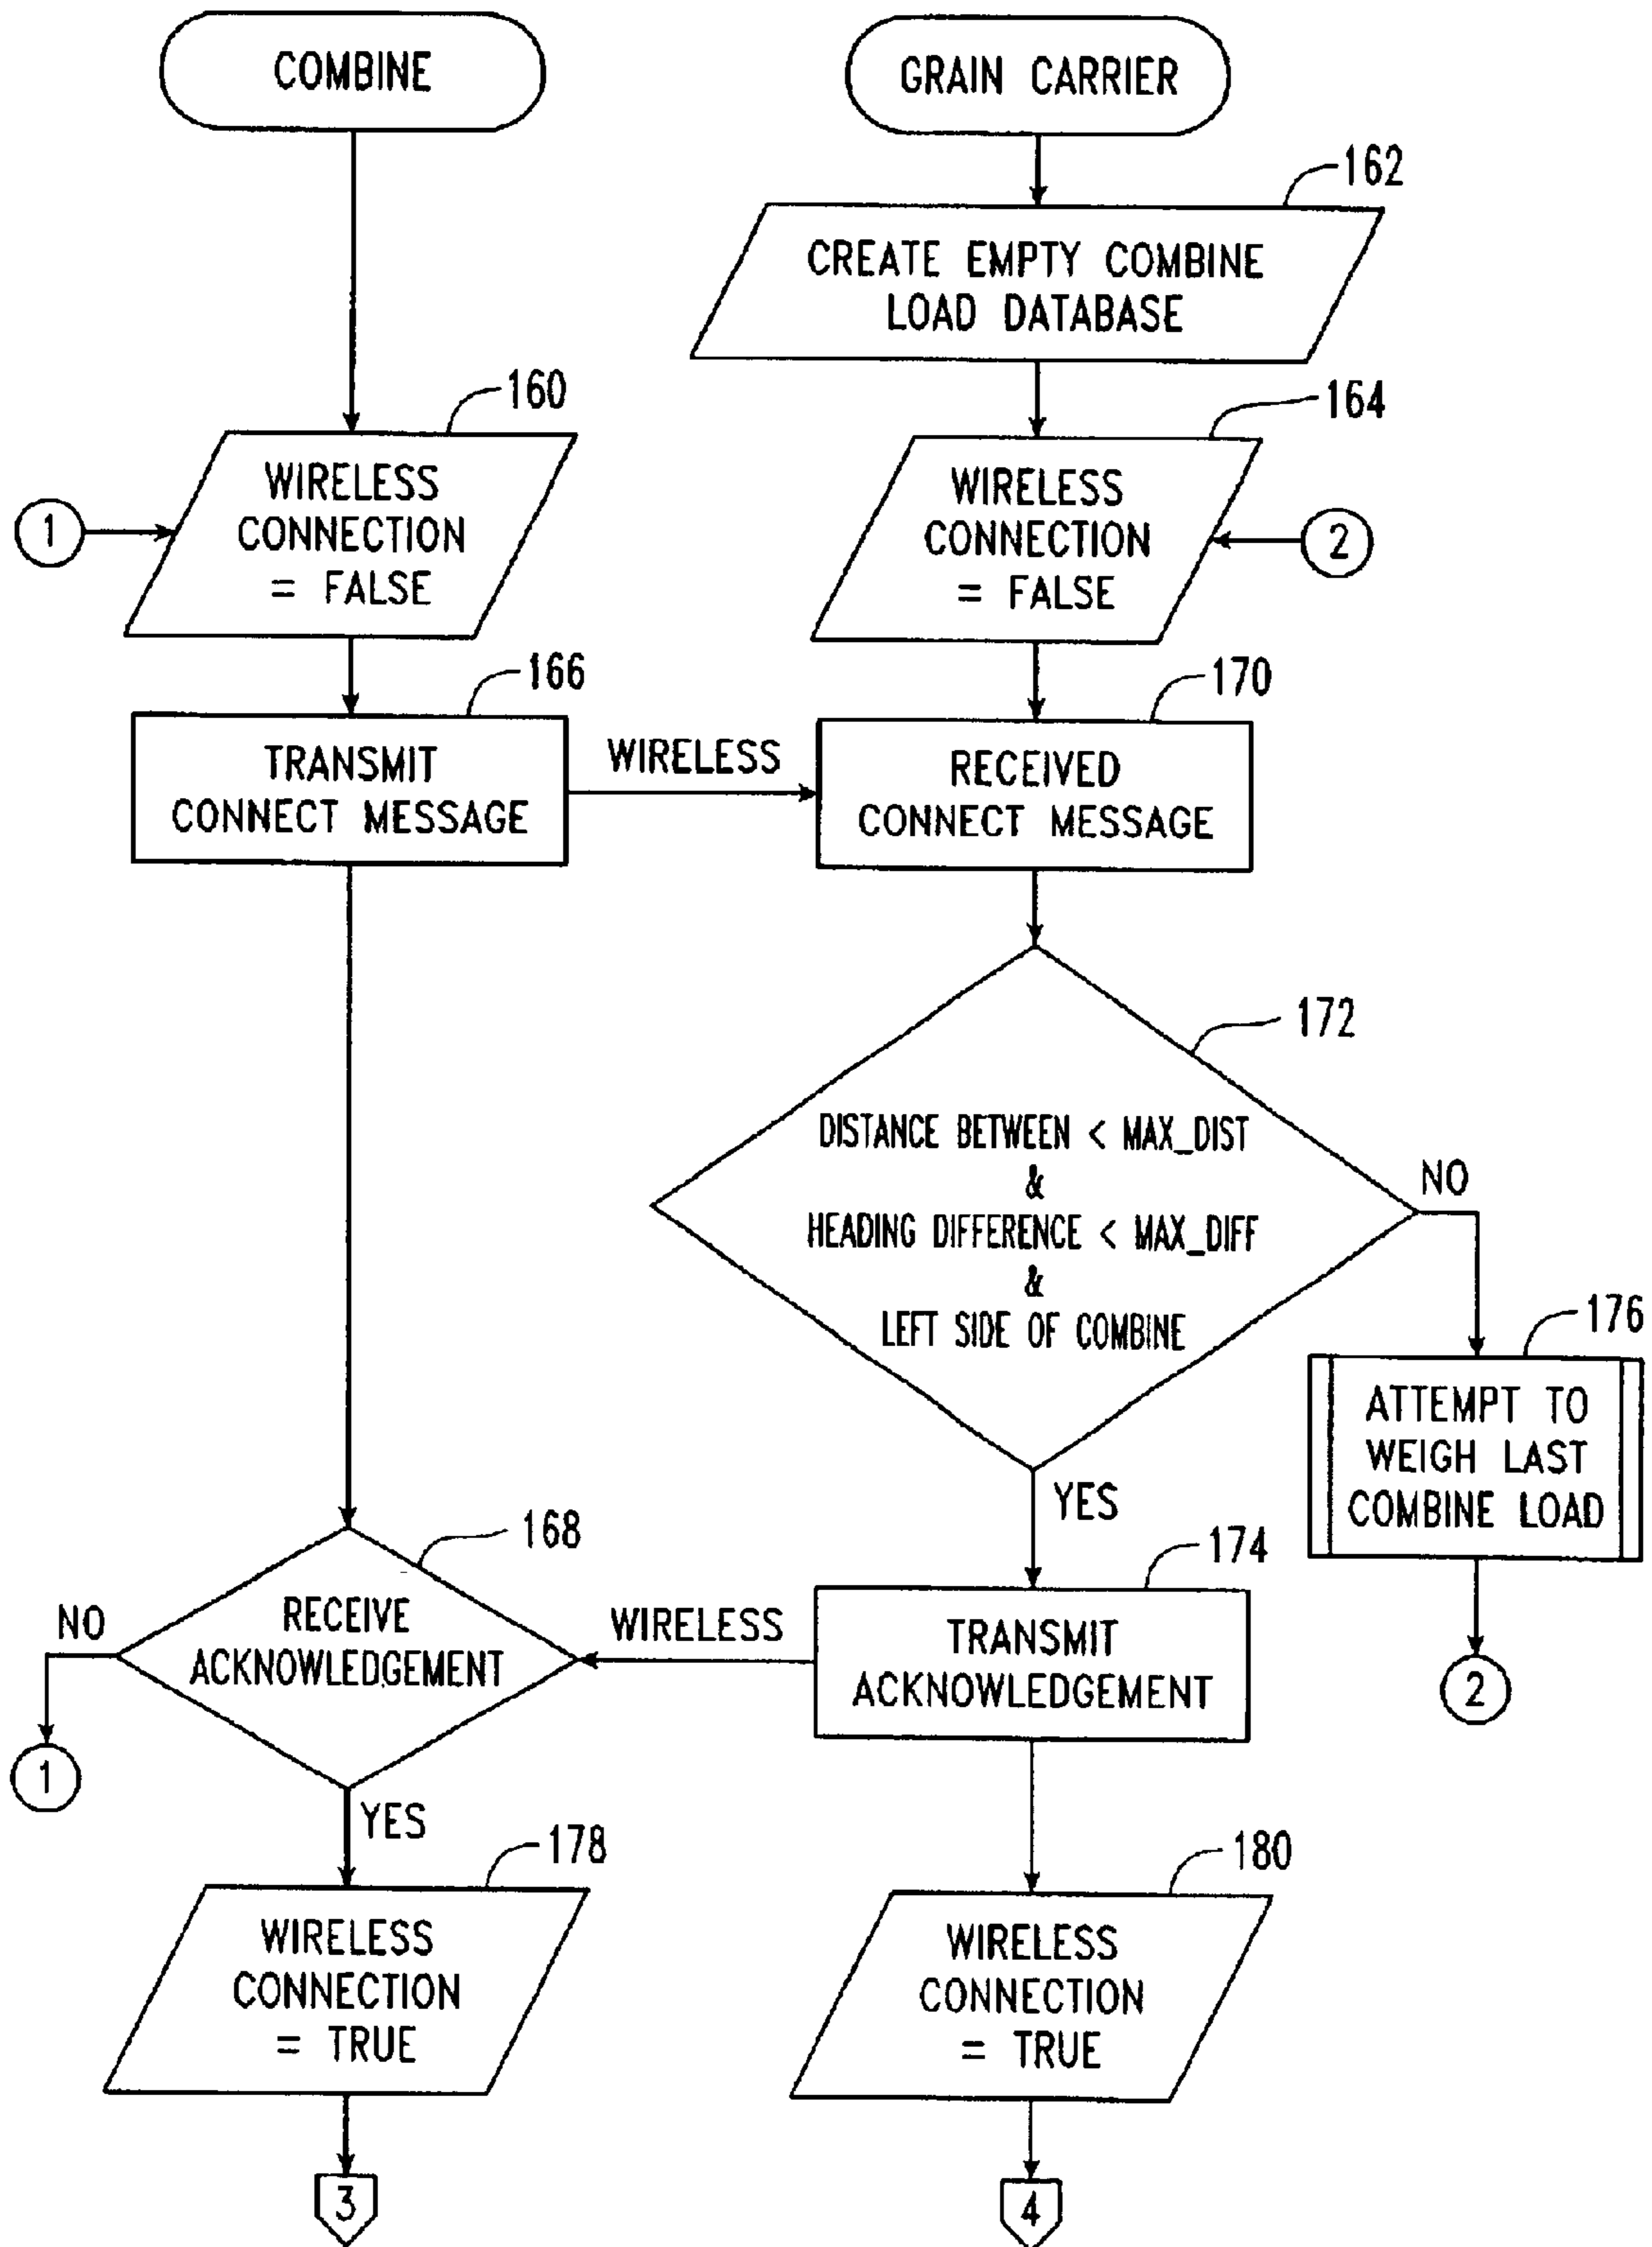 COMBINE
GRAIN CARRIER
162
CREATE EMPTY COMBINE
LOAD DATABASE
160
164
WIRELESS
CONNECTION
= FALSE
1
WIRELESS
CONNECTION
= FALSE
2
166
170
TRANSMIT
CONNECT MESSAGE
WIRELESS
RECEIVED
CONNECT MESSAGE
172
DISTANCE BETWEEN < MAX_DIST
&
HEADING DIFFERENCE < MAX_DIFF
&
LEFT SIDE OF COMBINE
NO
176
ATTEMPT TO
WEIGH LAST
COMBINE LOAD
2
YES
168
174
RECEIVE
ACKNOWLEDGEMENT
NO
1
WIRELESS
TRANSMIT
ACKNOWLEDGEMENT
YES
178
180
WIRELESS
CONNECTION
= TRUE
WIRELESS
CONNECTION
= TRUE
3
4